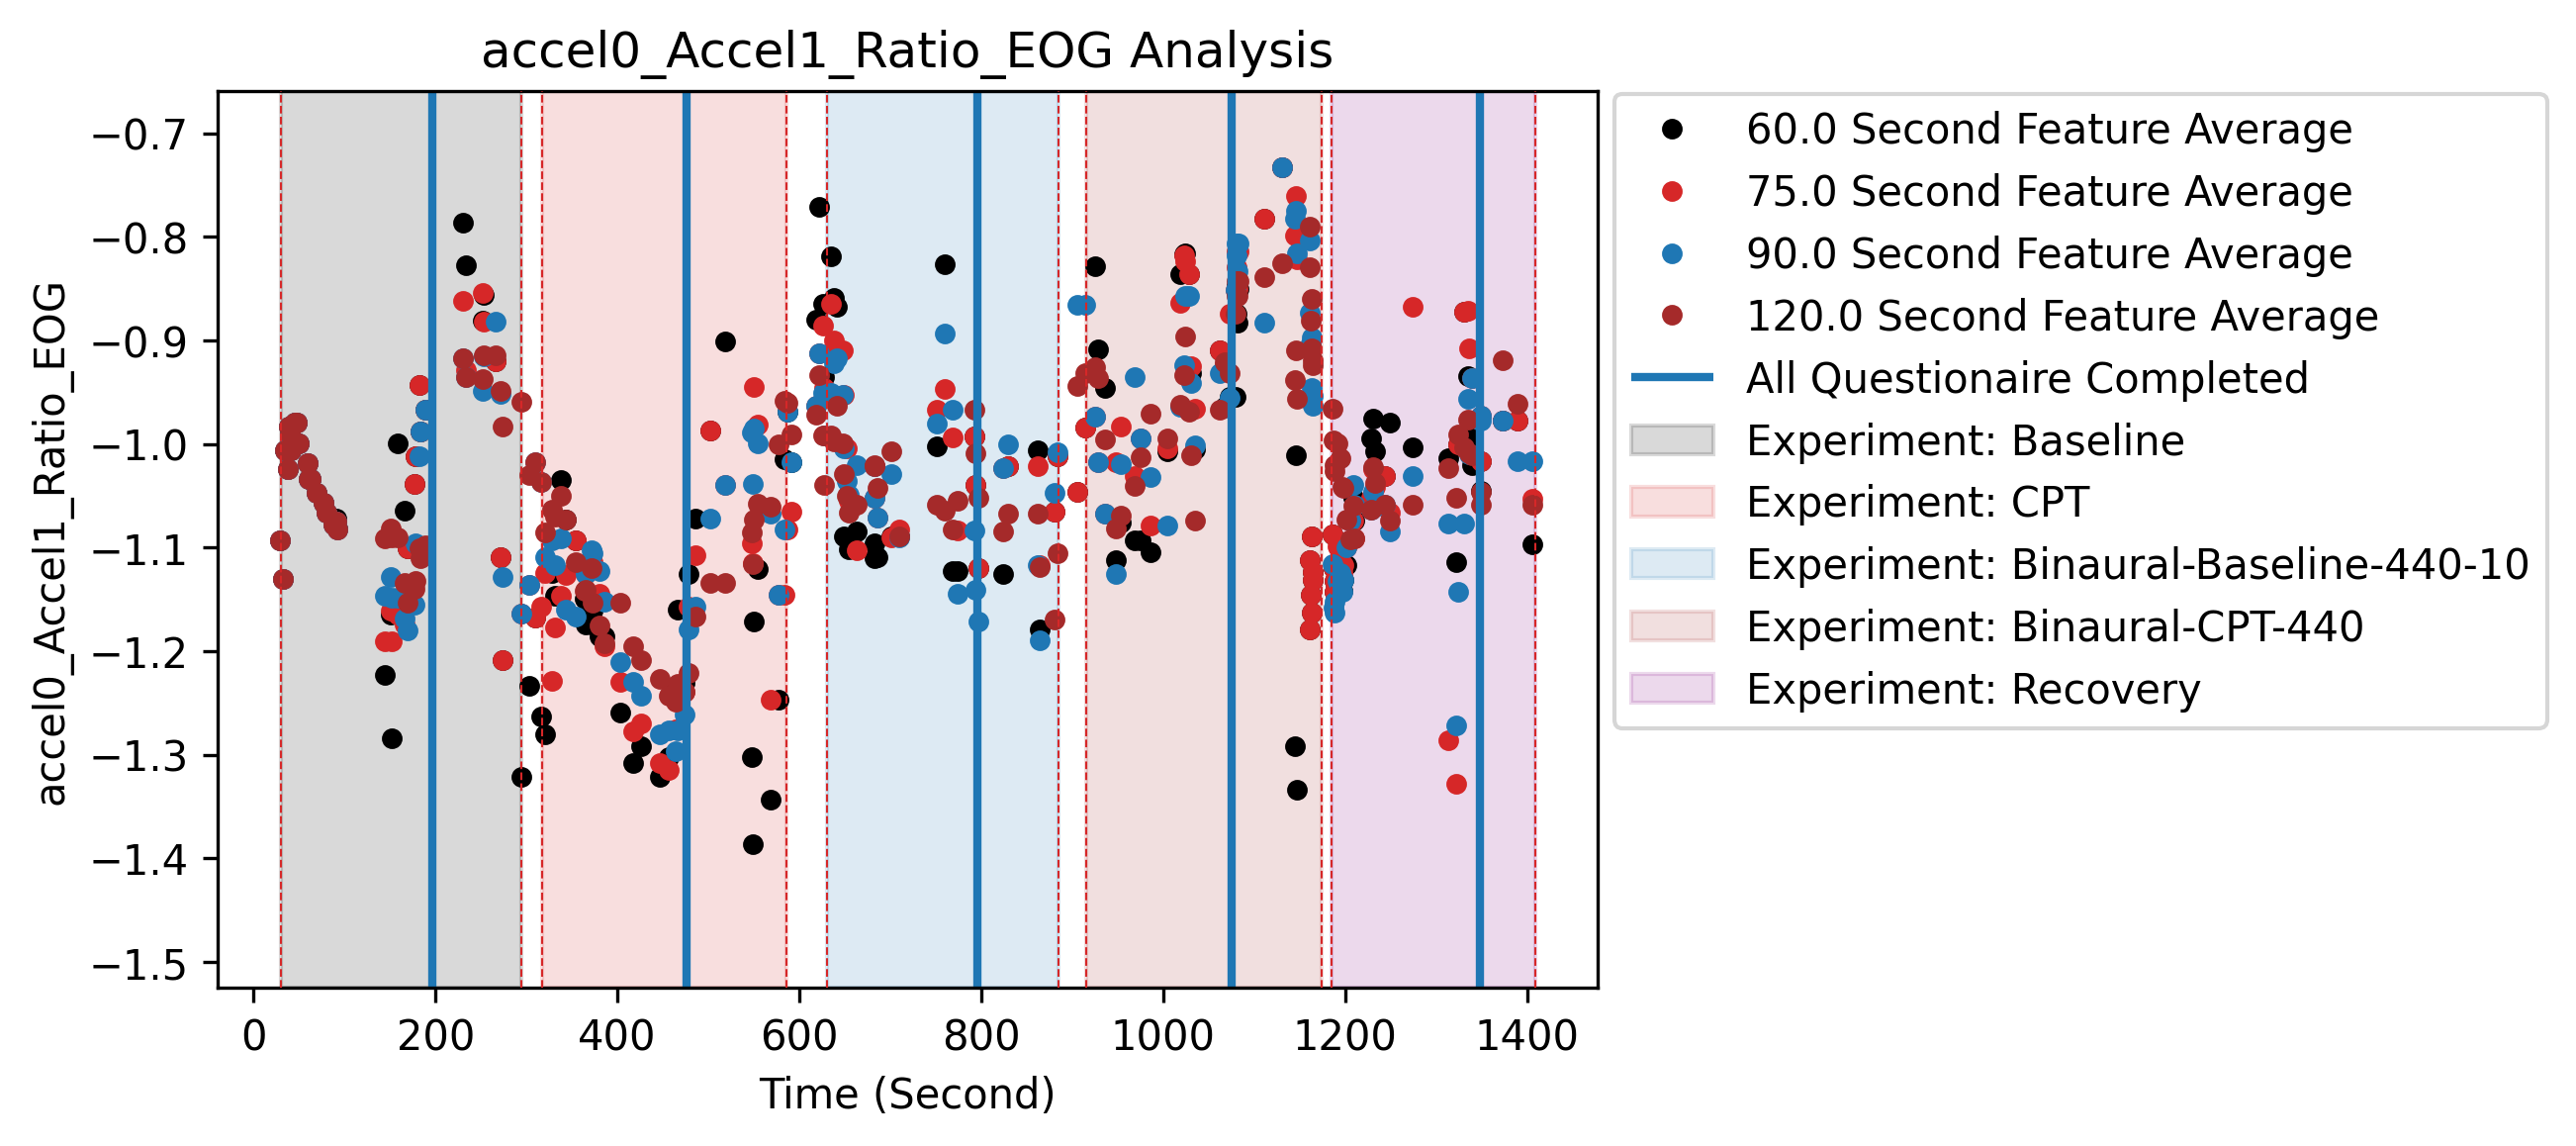 accel0_Accel1_Ratio_EOG Analysis
accel0_Accel1_Ratio_EOG
−0.7
−0.8
−0.9
−1.0
−1.1
−1.2
−1.3
−1.4
−1.5
0 200 400 600 800 1000 1200 1400
Time (Second)
60.0 Second Feature Average
75.0 Second Feature Average
90.0 Second Feature Average
120.0 Second Feature Average
All Questionaire Completed
Experiment: Baseline
Experiment: CPT
Experiment: Binaural-Baseline-440-10
Experiment: Binaural-CPT-440
Experiment: Recovery